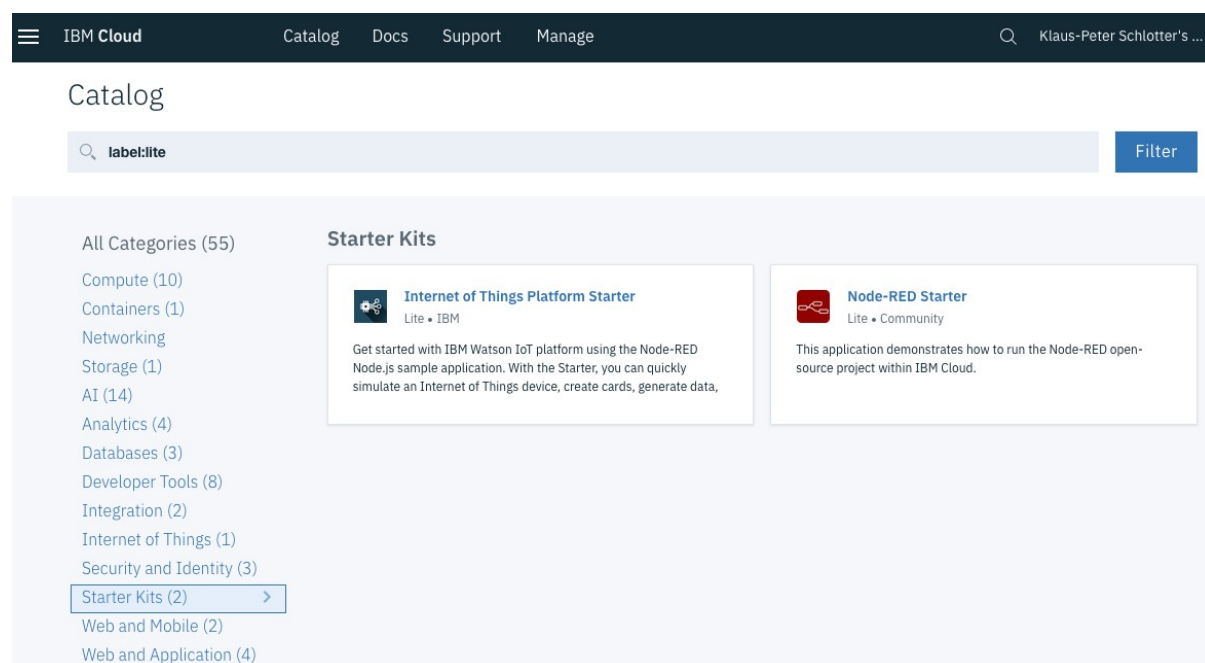 IBM Cloud Catalog Docs Support Manage Klaus-Peter Schlotter's ...
Catalog
label:lite Filter
All Categories (55)
Compute (10)
Containers (1)
Networking
Storage (1)
AI (14)
Analytics (4)
Databases (3)
Developer Tools (8)
Integration (2)
Internet of Things (1)
Security and Identity (3)
Starter Kits (2)
Web and Mobile (2)
Web and Application (4)
Starter Kits
Internet of Things Platform Starter
Lite • IBM
Get started with IBM Watson IoT platform using the Node-RED
Node.js sample application. With the Starter, you can quickly
simulate an Internet of Things device, create cards, generate data,
Node-RED Starter
Lite • Community
This application demonstrates how to run the Node-RED open-
source project within IBM Cloud.